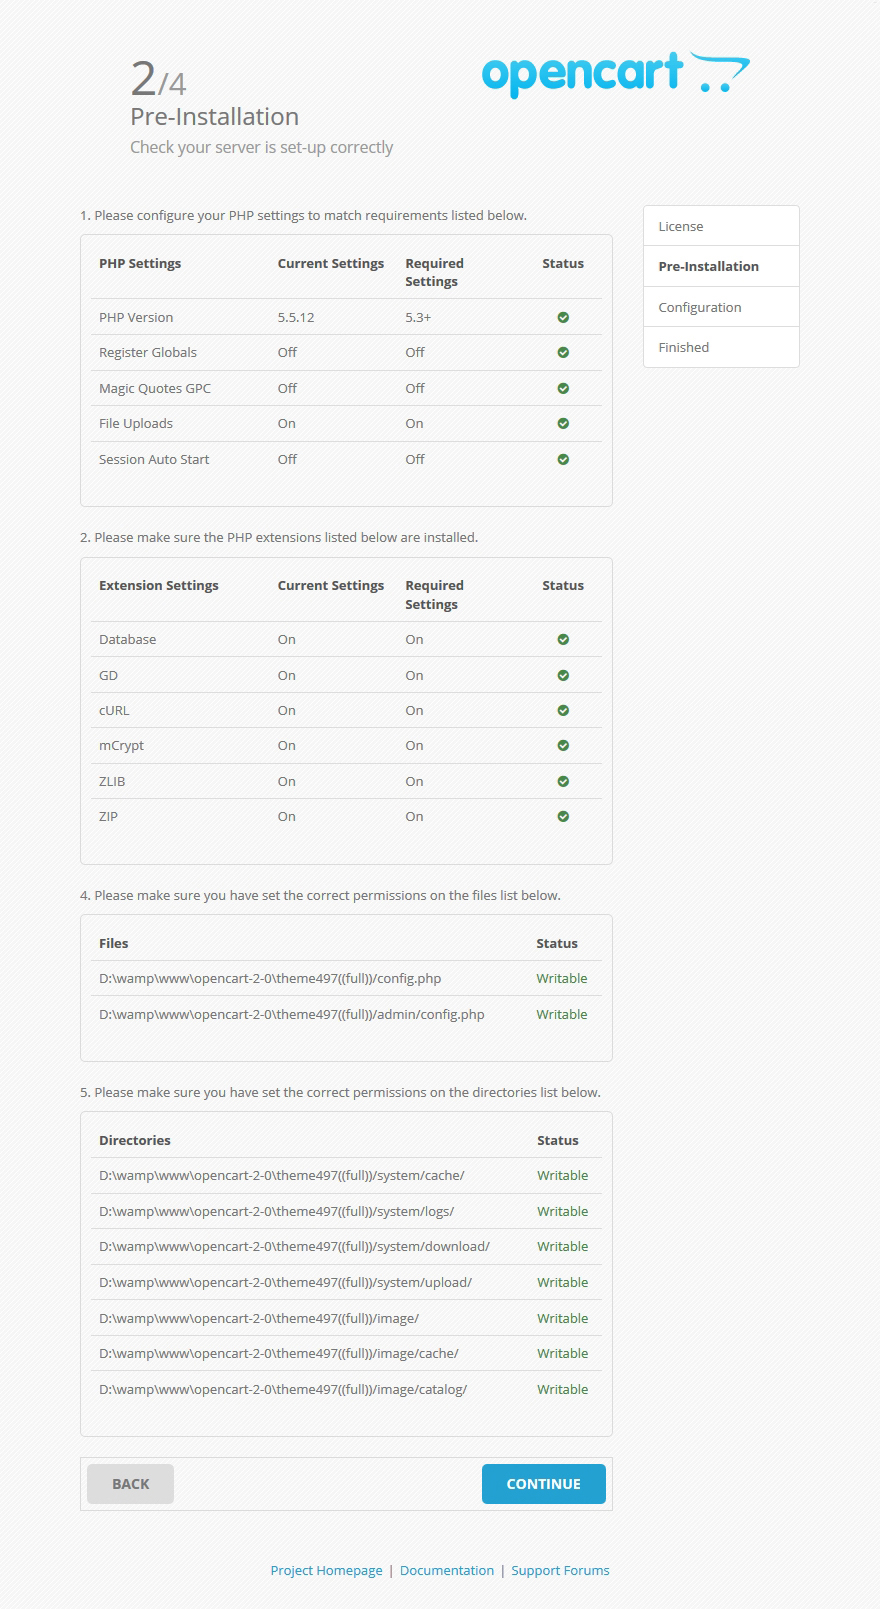 2/4
opencart
Pre-Installation
Check your server is set-up correctly
1. Please configure your PHP settings to match requirements listed below.
PHP Settings Current Settings Required Settings Status
PHP Version 5.5.12 5.3+
Register Globals Off Off
Magic Quotes GPC Off Off
File Uploads On On
Session Auto Start Off Off
License
Pre-Installation
Configuration
Finished
2. Please make sure the PHP extensions listed below are installed.
Extension Settings Current Settings Required Settings Status
Database On On
GD On On
cURL On On
mCrypt On On
ZLIB On On
ZIP On On
4. Please make sure you have set the correct permissions on the files list below.
Files Status
D:\wamp\www\opencart-2-0\theme497((full))/config.php Writable
D:\wamp\www\opencart-2-0\theme497((full))/admin/config.php Writable
5. Please make sure you have set the correct permissions on the directories list below.
Directories Status
D:\wamp\www\opencart-2-0\theme497((full))/system/cache/ Writable
D:\wamp\www\opencart-2-0\theme497((full))/system/logs/ Writable
D:\wamp\www\opencart-2-0\theme497((full))/system/download/ Writable
D:\wamp\www\opencart-2-0\theme497((full))/system/upload/ Writable
D:\wamp\www\opencart-2-0\theme497((full))/image/ Writable
D:\wamp\www\opencart-2-0\theme497((full))/image/cache/ Writable
D:\wamp\www\opencart-2-0\theme497((full))/image/catalog/ Writable
BACK CONTINUE
Project Homepage | Documentation | Support Forums